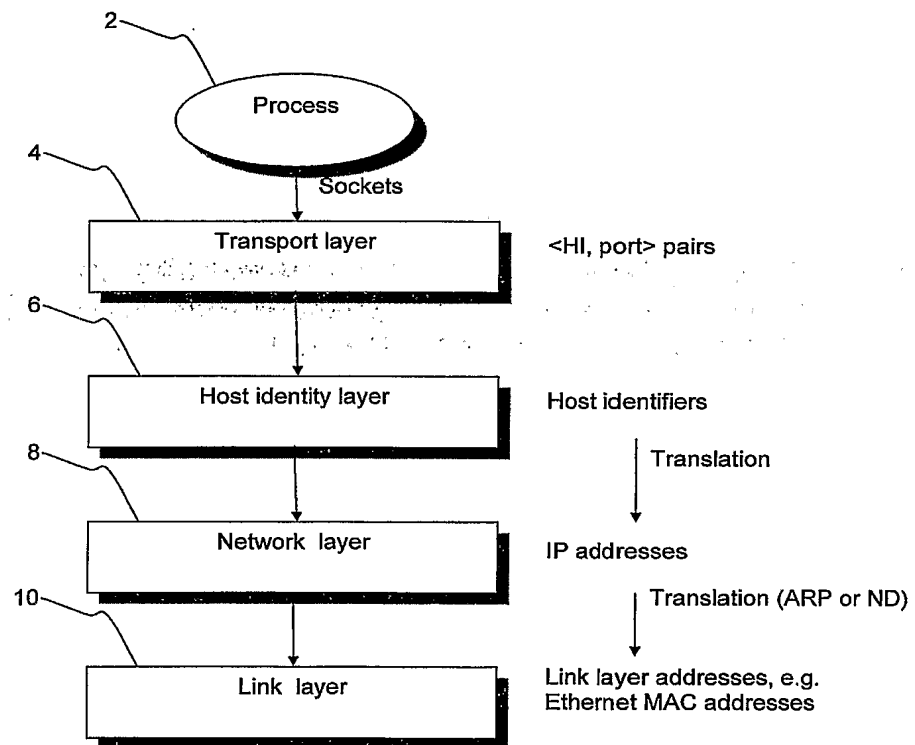 2
Process
4
Sockets
Transport layer
<HI, port> pairs
6
Host identity layer
Host identifiers
8
Translation
Network layer
IP addresses
10
Translation (ARP or ND)
Link layer
Link layer addresses, e.g.
Ethernet MAC addresses